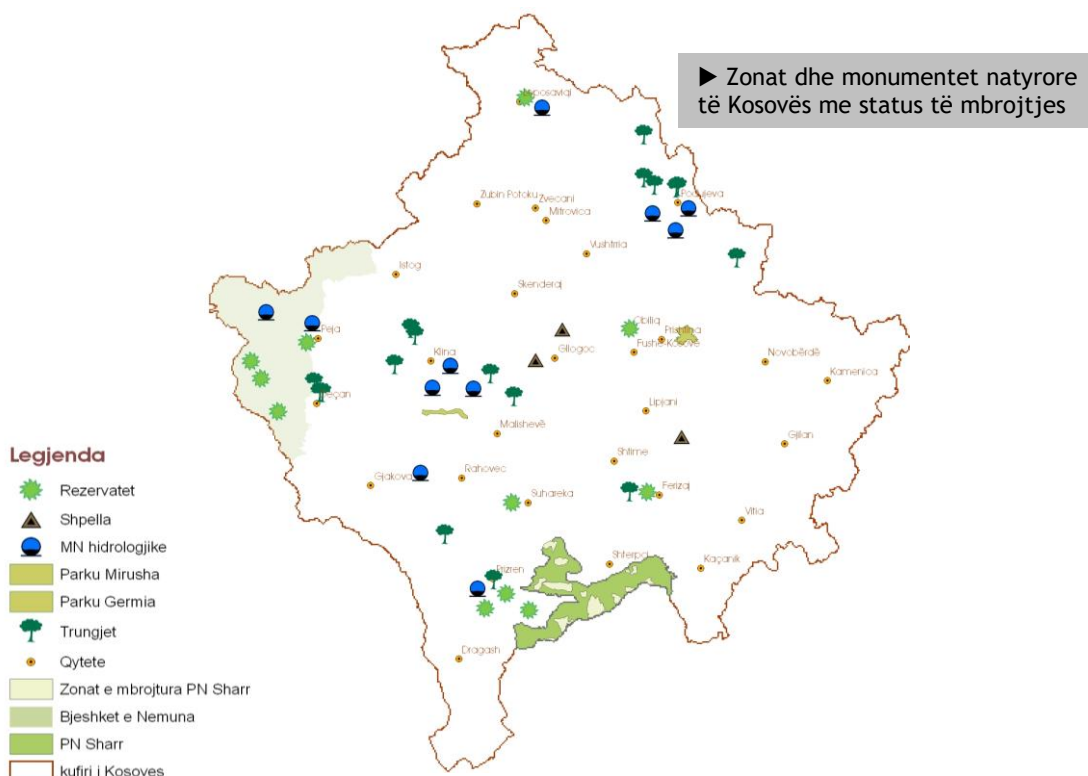 ► Zonat dhe monumentet natyrore
të Kosovës me status të mbrojtjes
Zubin Potoku
Zvecani
Mitrovica
Vushtrria
Istog
Skenderaj
Peja
Obiliq
Prishtina
Fushë Kosovë
Klina
Gllogoc
Novobërdë
Kamenica
Lipjani
Malishevë
Gjilan
Shtime
Gjakova
Rahovec
Suhareka
Ferizaj
Vitia
Shterpci
Kaçanik
Prizren
Dragash
Legjenda
Rezervatet
Shpella
MN hidrologjike
Parku Mirusha
Parku Germia
Trungjet
Qytete
Zonat e mbrojtura PN Sharr
Bjeshket e Nemuna
PN Sharr
kufiri i Kosoves